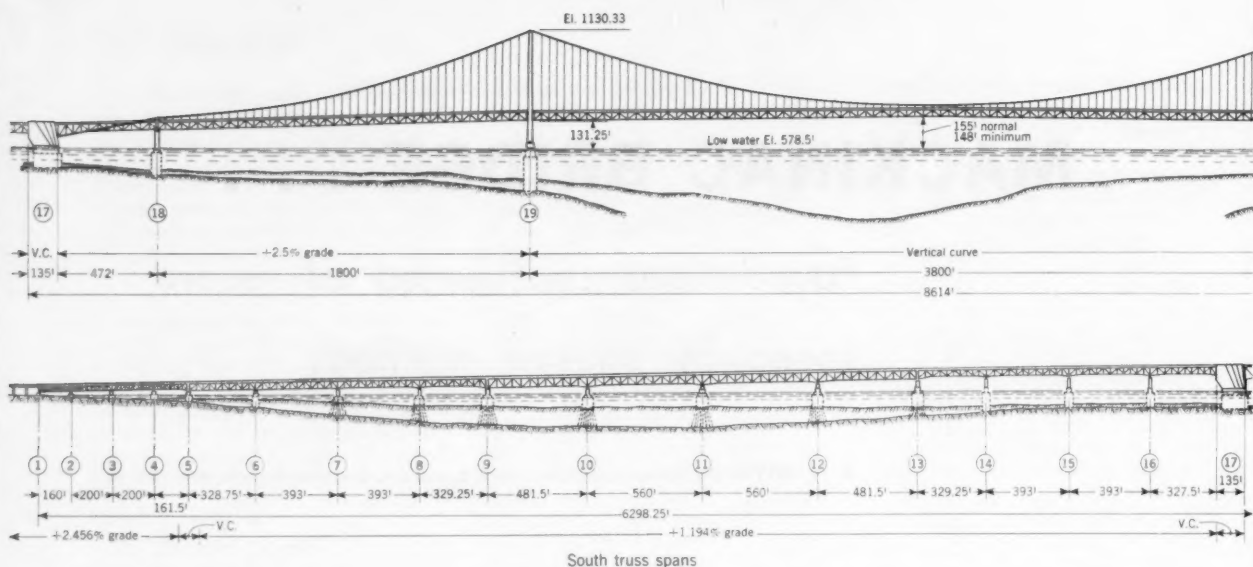 El. 1130.33
131.25'
Low water El. 578.5'
155' normal
148' minimum
17 18 19
V.C. +2.5% grade Vertical curve
135' 472' 1800' 3800'
8614'
1 2 3 4 5 6 7 8 9 10 11 12 13 14 15 16 17
160' 200' 200' 328.75' 393' 393' 329.25' 481.5' 560' 560' 481.5' 329.25' 393' 393' 327.5' 135'
161.5' 6298.25'
+2.456% grade V.C. +1.194% grade V.C.
South truss spans